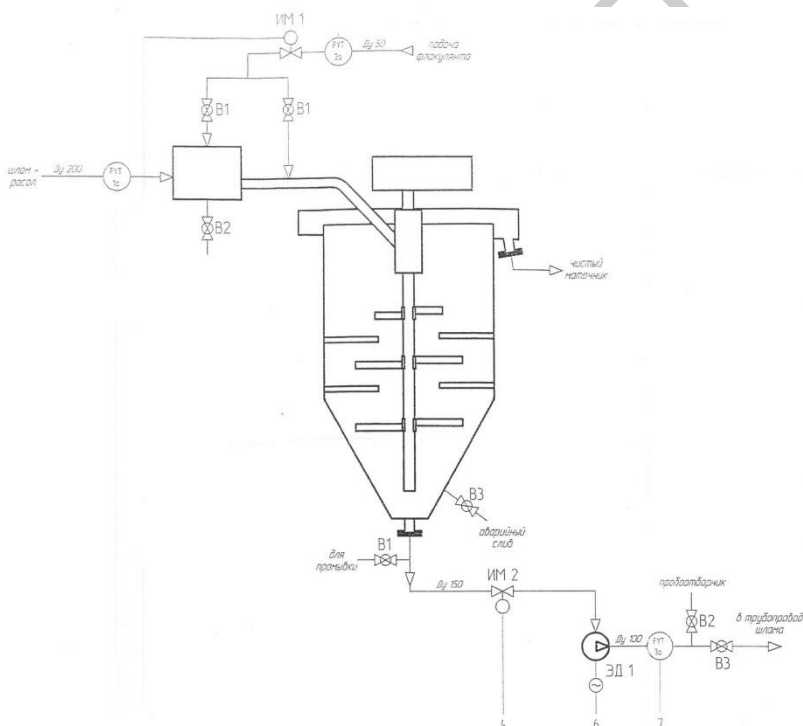 ИМ 1
FYT
2а
Ду 50
подача
флокулянта
В1
В1
шлам +
рассол
Ду 200
FYT
1а
В2
чистый
маточник
В3
аварийный
слив
для
промывки
В1
Ду 150
ИМ 2
пробоотборник
В2
в трубопровод
шлама
Ду 100
FYT
3а
В3
ЭД 1
4
6
7